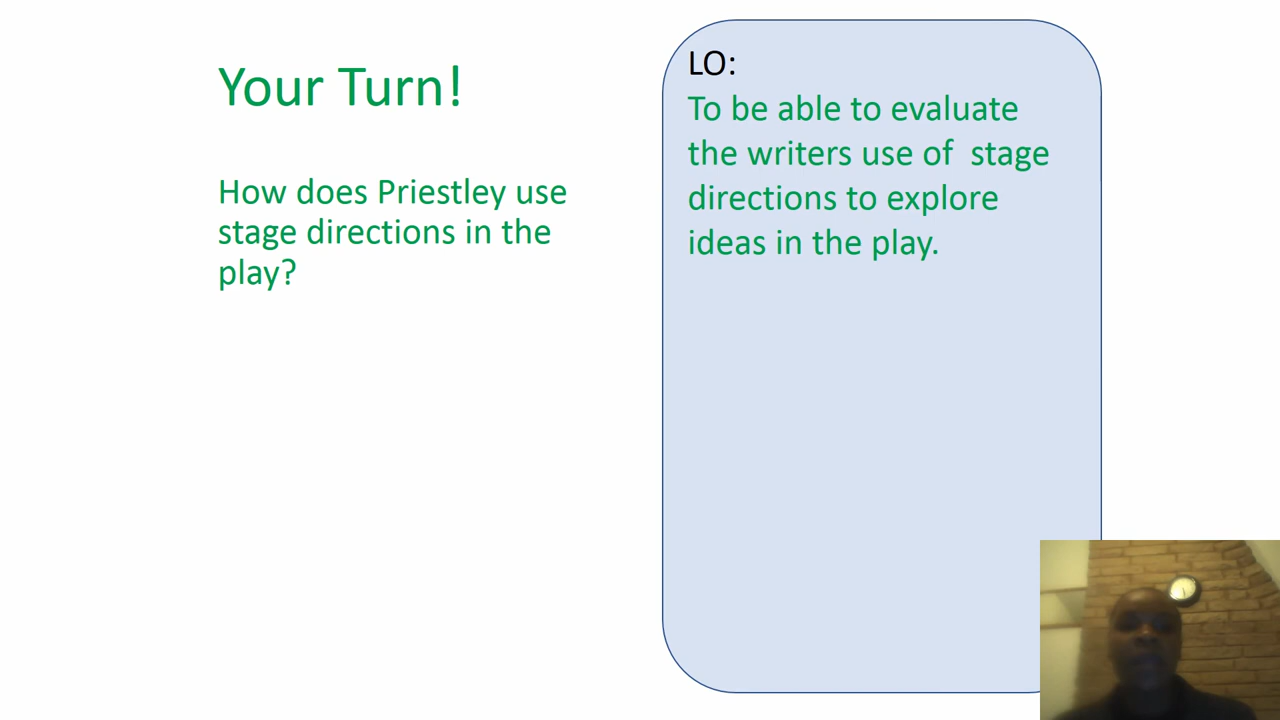 Your Turn!
How does Priestley use
stage directions in the
play?
LO:
To be able to evaluate
the writers use of  stage
directions to explore
ideas in the play.